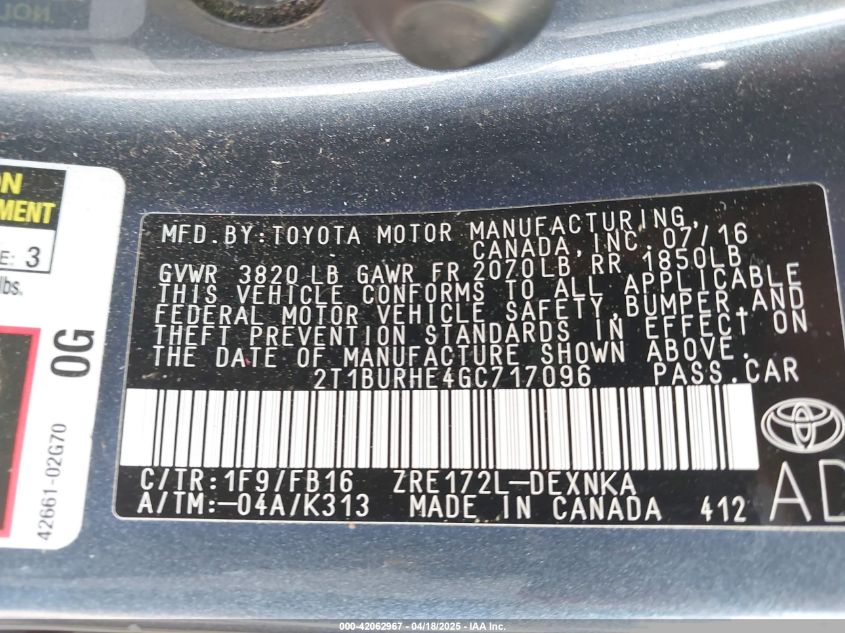 ON
MENT
E: 3
lbs.
0G
42661-02G70
MFD.BY:TOYOTA MOTOR MANUFACTURING,
CANADA,INC. 07/16
GVWR 3820 LB GAWR FR 2070LB, RR 1850LB
THIS VEHICLE CONFORMS TO ALL APPLICABLE
FEDERAL MOTOR VEHICLE SAFETY,BUMPER,AND
THEFT PREVENTION STANDARDS IN EFFECT ON
THE DATE OF MANUFACTURE SHOWN ABOVE.
2T1BURHE4GC717096 PASS.CAR
C/TR:1F9/FB16 ZRE172L-DEXNKA
A/TM:-04A/K313 MADE IN CANADA 412
AD
000-42062967 - 04/18/2025 - IAA Inc.